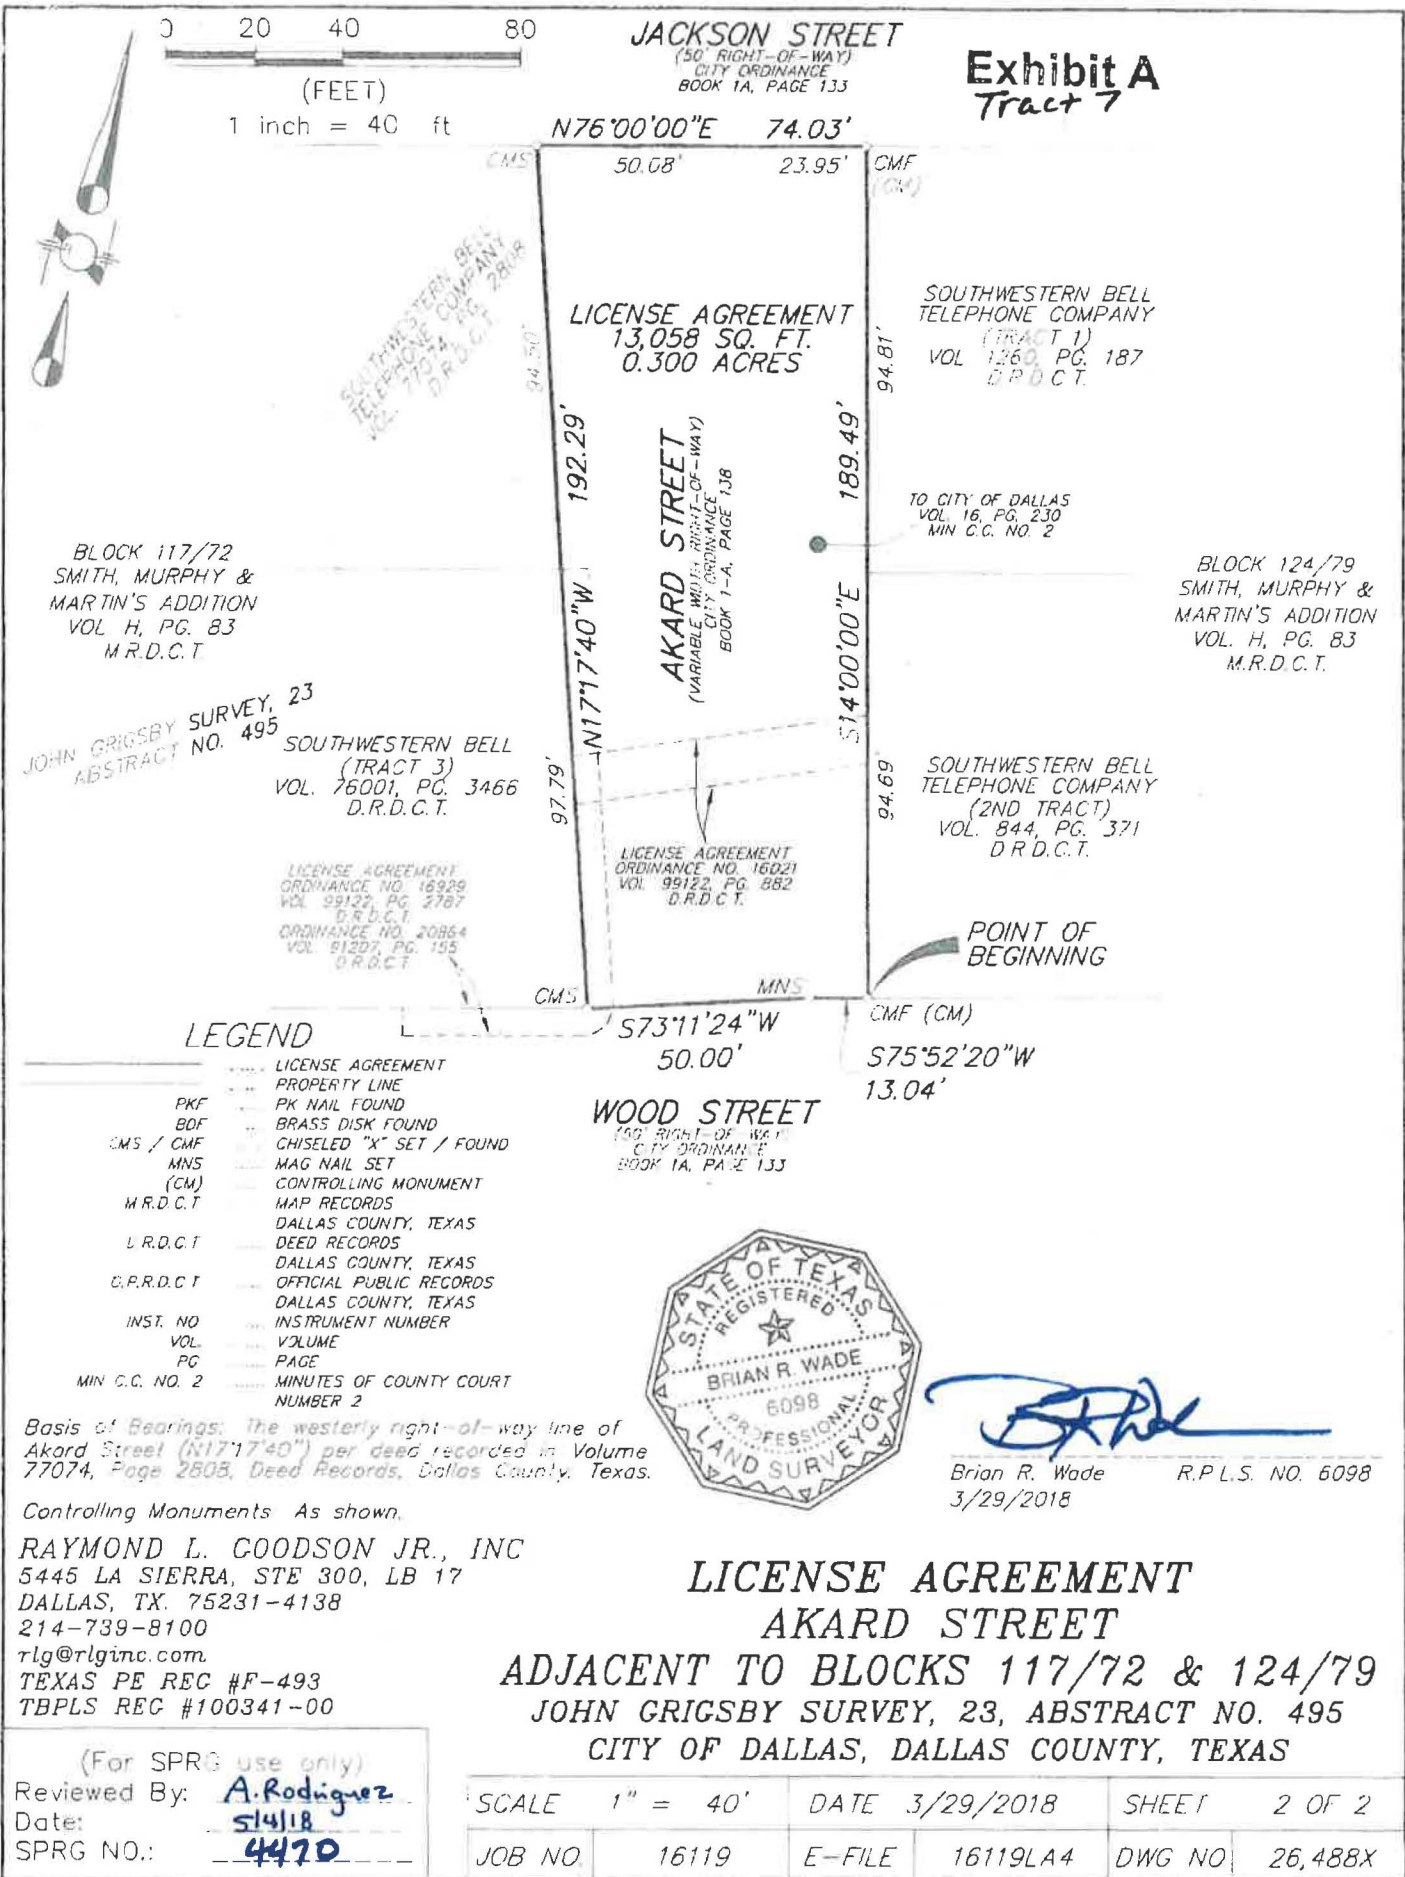 0 20 40 80
(FEET)
1 inch = 40 ft
JACKSON STREET
(50' RIGHT-OF-WAY)
CITY ORDINANCE
BOOK 1A, PAGE 133
Exhibit A
Tract 7
N76°00'00"E 74.03'
CMS 50.08' 23.95' CMF
(CM)
SOUTHWESTERN BELL
TELEPHONE COMPANY
VOL. 77074, PG. 2808
D.R.D.C.T.
94.50'
LICENSE AGREEMENT
13,058 SQ. FT.
0.300 ACRES
94.81'
SOUTHWESTERN BELL
TELEPHONE COMPANY
(TRACT 1)
VOL 1260, PG. 187
D R D C T.
192.29'
N17°17'40"W
AKARD STREET
(VARIABLE WIDTH RIGHT-OF-WAY)
CITY ORDINANCE
BOOK 1-A, PAGE 138
189.49'
S14°00'00"E
TO CITY OF DALLAS
VOL. 16, PG. 230
MIN C.C. NO. 2
BLOCK 117/72
SMITH, MURPHY &
MARTIN'S ADDITION
VOL H, PG. 83
M R.D.C.T.
BLOCK 124/79
SMITH, MURPHY &
MARTIN'S ADDITION
VOL. H, PG. 83
M.R.D.C.T.
JOHN GRIGSBY SURVEY, 23
ABSTRACT NO. 495
SOUTHWESTERN BELL
(TRACT 3)
VOL. 76001, PG. 3466
D.R.D.C.T.
97.79'
94.69
SOUTHWESTERN BELL
TELEPHONE COMPANY
(2ND TRACT)
VOL. 844, PG. 371
D R D.C.T.
LICENSE AGREEMENT
ORDINANCE NO. 16021
VOL 99122, PG. 882
D.R.D.C T.
LICENSE AGREEMENT
ORDINANCE NO. 16929
VOL 99122, PG 2787
D.R.D.C.T.
ORDINANCE NO. 20864
VOL 91207, PG. 155
D.R.D.C.T
POINT OF
BEGINNING
CMS MNS
CMF (CM)
S73°11'24"W
50.00'
S75°52'20"W
13.04'
WOOD STREET
(50' RIGHT-OF WAY)
CITY ORDINANCE
BOOK 1A, PAGE 133
LEGEND
LICENSE AGREEMENT
PROPERTY LINE
PKF PK NAIL FOUND
BDF BRASS DISK FOUND
CMS / CMF CHISELED "X" SET / FOUND
MNS MAG NAIL SET
(CM) CONTROLLING MONUMENT
M R.D.C.T MAP RECORDS
DALLAS COUNTY, TEXAS
D.R.D.C.T DEED RECORDS
DALLAS COUNTY, TEXAS
O.P.R.D.C T OFFICIAL PUBLIC RECORDS
DALLAS COUNTY, TEXAS
INST. NO INSTRUMENT NUMBER
VOL. VOLUME
PG PAGE
MIN C.C. NO. 2 MINUTES OF COUNTY COURT
NUMBER 2
STATE OF TEXAS
REGISTERED
BRIAN R. WADE
6098
PROFESSIONAL
LAND SURVEYOR
Basis of Bearings: The westerly right-of-way line of
Akard Street (N17°17'40") per deed recorded in Volume
77074, Page 2808, Deed Records, Dallas County, Texas.
Controlling Monuments As shown.
Brian R. Wade R.P L.S. NO. 6098
3/29/2018
RAYMOND L. GOODSON JR., INC
5445 LA SIERRA, STE 300, LB 17
DALLAS, TX. 75231-4138
214-739-8100
rlg@rlginc.com
TEXAS PE REG #F-493
TBPLS REG #100341-00
LICENSE AGREEMENT
AKARD STREET
ADJACENT TO BLOCKS 117/72 & 124/79
JOHN GRIGSBY SURVEY, 23, ABSTRACT NO. 495
CITY OF DALLAS, DALLAS COUNTY, TEXAS
(For SPRG use only)
Reviewed By: A. Rodriguez
Date: 5/4/18
SPRG NO.: 4470
SCALE 1" = 40' DATE 3/29/2018 SHEET 2 OF 2
JOB NO. 16119 E-FILE 16119LA4 DWG NO 26,488X